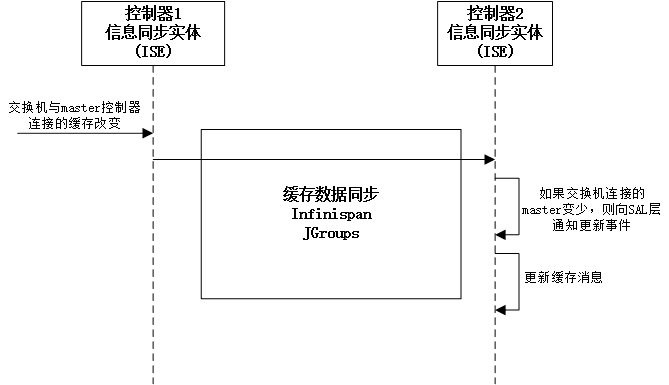 控制器1
信息同步实体
(ISE)
控制器2
信息同步实体
(ISE)
交换机与master控制器
连接的缓存改变
缓存数据同步
Infinispan
JGroups
如果交换机连接的
master变少，则向SAL层
通知更新事件
更新缓存消息